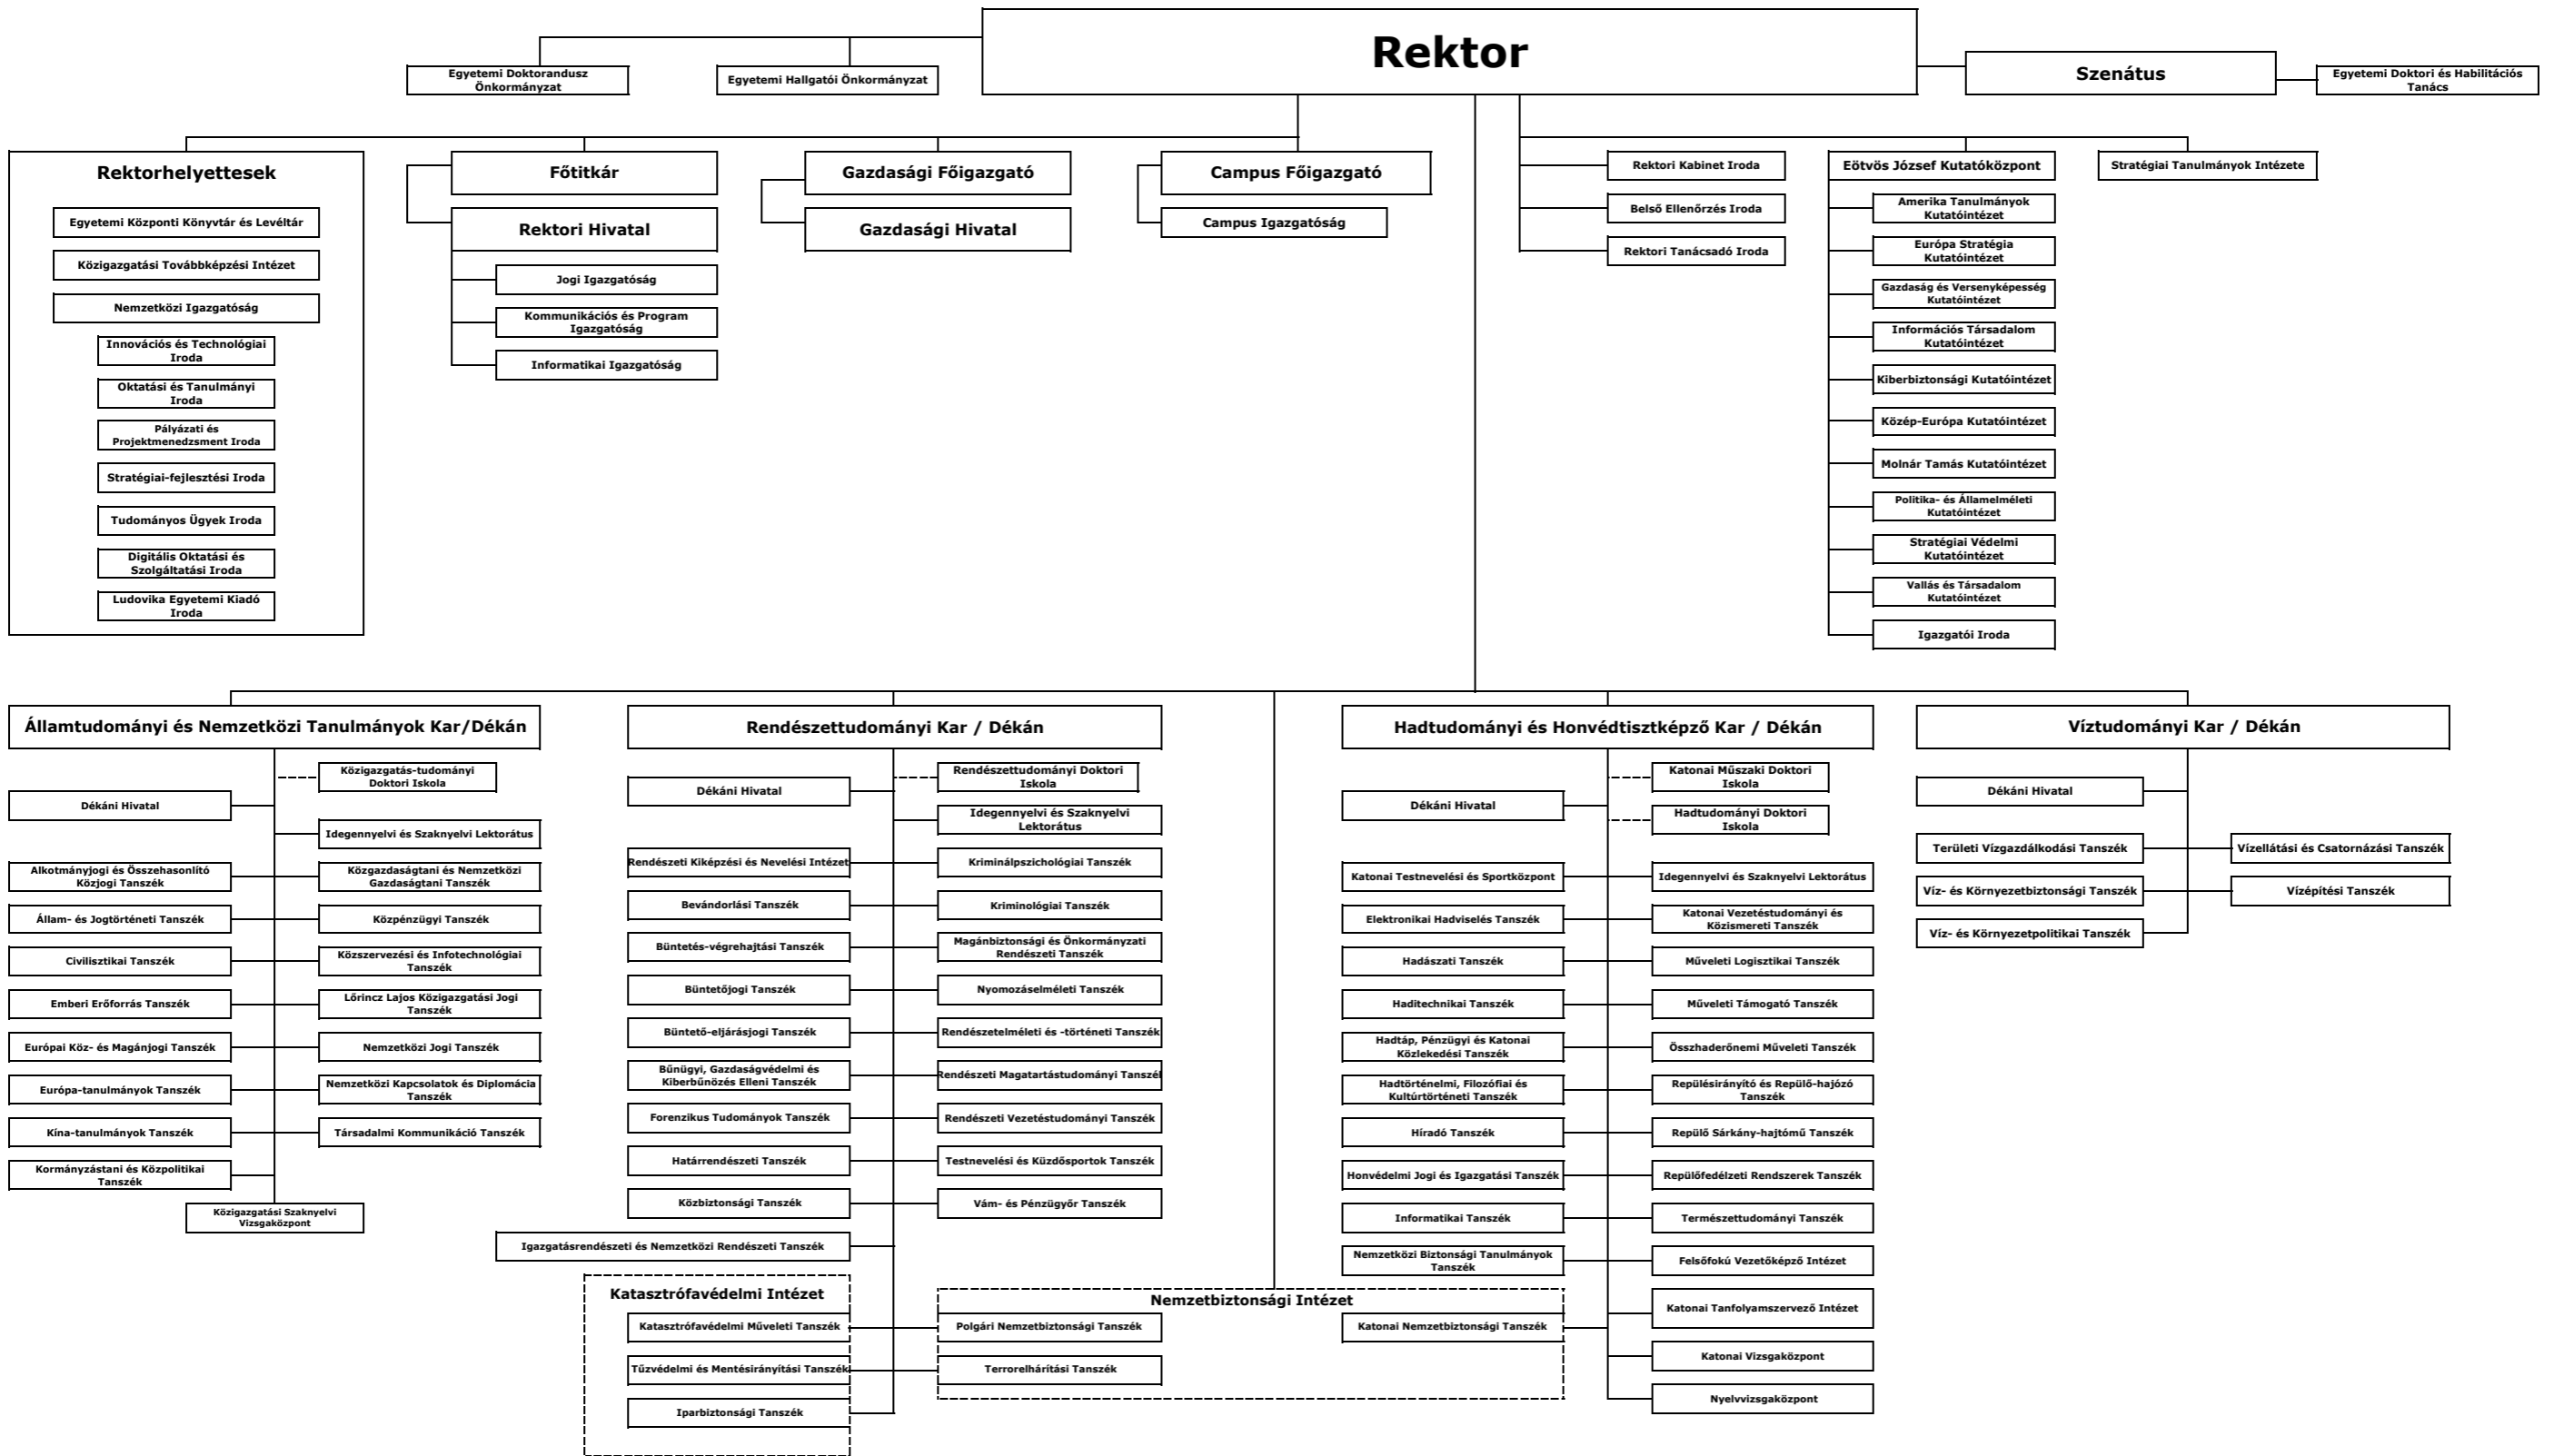 Rektor
Egyetemi Doktorandusz
Önkormányzat
Egyetemi Hallgatói Önkormányzat
Szenátus
Egyetemi Doktori és Habilitációs
Tanács
Rektorhelyettesek
Egyetemi Központi Könyvtár és Levéltár
Közigazgatási Továbbképzési Intézet
Nemzetközi Igazgatóság
Innovációs és Technológiai
Iroda
Oktatási és Tanulmányi
Iroda
Pályázati és
Projektmenedzsment Iroda
Stratégiai-fejlesztési Iroda
Tudományos Ügyek Iroda
Digitális Oktatási és
Szolgáltatási Iroda
Ludovika Egyetemi Kiadó
Iroda
Főtitkár
Rektori Hivatal
Jogi Igazgatóság
Kommunikációs és Program
Igazgatóság
Informatikai Igazgatóság
Gazdasági Főigazgató
Gazdasági Hivatal
Campus Főigazgató
Campus Igazgatóság
Rektori Kabinet Iroda
Belső Ellenőrzés Iroda
Rektori Tanácsadó Iroda
Eötvös József Kutatóközpont
Amerika Tanulmányok
Kutatóintézet
Európa Stratégia
Kutatóintézet
Gazdaság és Versenyképesség
Kutatóintézet
Információs Társadalom
Kutatóintézet
Kiberbiztonsági Kutatóintézet
Közép-Európa Kutatóintézet
Molnár Tamás Kutatóintézet
Politika- és Államelméleti
Kutatóintézet
Stratégiai Védelmi
Kutatóintézet
Vallás és Társadalom
Kutatóintézet
Igazgatói Iroda
Stratégiai Tanulmányok Intézete
Államtudományi és Nemzetközi Tanulmányok Kar/Dékán
Közigazgatás-tudományi
Doktori Iskola
Dékáni Hivatal
Idegennyelvi és Szaknyelvi Lektorátus
Alkotmányjogi és Összehasonlító
Közjogi Tanszék
Közgazdaságtani és Nemzetközi
Gazdaságtani Tanszék
Állam- és Jogtörténeti Tanszék
Közpénzügyi Tanszék
Civilisztikai Tanszék
Közszervezési és Infotechnológiai
Tanszék
Emberi Erőforrás Tanszék
Lőrincz Lajos Közigazgatási Jogi
Tanszék
Európai Köz- és Magánjogi Tanszék
Nemzetközi Jogi Tanszék
Európa-tanulmányok Tanszék
Nemzetközi Kapcsolatok és Diplomácia
Tanszék
Kína-tanulmányok Tanszék
Társadalmi Kommunikáció Tanszék
Kormányzástani és Közpolitikai
Tanszék
Közigazgatási Szaknyelvi
Vizsgaközpont
Rendészettudományi Kar / Dékán
Rendészettudományi Doktori
Iskola
Dékáni Hivatal
Idegennyelvi és Szaknyelvi
Lektorátus
Rendészeti Kiképzési és Nevelési Intézet
Kriminálpszichológiai Tanszék
Bevándorlási Tanszék
Kriminológiai Tanszék
Büntetés-végrehajtási Tanszék
Magánbiztonsági és Önkormányzati
Rendészeti Tanszék
Büntetőjogi Tanszék
Nyomozáselméleti Tanszék
Büntető-eljárásjogi Tanszék
Rendészetelméleti és -történeti Tanszék
Bűnügyi, Gazdaságvédelmi és
Kiberbűnözés Elleni Tanszék
Rendészeti Magatartástudományi Tanszék
Forenzikus Tudományok Tanszék
Rendészeti Vezetéstudományi Tanszék
Határrendészeti Tanszék
Testnevelési és Küzdősportok Tanszék
Közbiztonsági Tanszék
Vám- és Pénzügyőr Tanszék
Igazgatásrendészeti és Nemzetközi Rendészeti Tanszék
Katasztrófavédelmi Intézet
Katasztrófavédelmi Műveleti Tanszék
Tűzvédelmi és Mentésirányítási Tanszék
Iparbiztonsági Tanszék
Nemzetbiztonsági Intézet
Polgári Nemzetbiztonsági Tanszék
Terrorelhárítási Tanszék
Katonai Nemzetbiztonsági Tanszék
Hadtudományi és Honvédtisztképző Kar / Dékán
Katonai Műszaki Doktori
Iskola
Dékáni Hivatal
Hadtudományi Doktori
Iskola
Katonai Testnevelési és Sportközpont
Idegennyelvi és Szaknyelvi Lektorátus
Elektronikai Hadviselés Tanszék
Katonai Vezetéstudományi és
Közismereti Tanszék
Hadászati Tanszék
Műveleti Logisztikai Tanszék
Haditechnikai Tanszék
Műveleti Támogató Tanszék
Hadtáp, Pénzügyi és Katonai
Közlekedési Tanszék
Összhaderőnemi Műveleti Tanszék
Hadtörténelmi, Filozófiai és
Kultúrtörténeti Tanszék
Repülésirányító és Repülő-hajózó
Tanszék
Híradó Tanszék
Repülő Sárkány-hajtómű Tanszék
Honvédelmi Jogi és Igazgatási Tanszék
Repülőfedélzeti Rendszerek Tanszék
Informatikai Tanszék
Természettudományi Tanszék
Nemzetközi Biztonsági Tanulmányok
Tanszék
Felsőfokú Vezetőképző Intézet
Katonai Tanfolyamszervező Intézet
Katonai Vizsgaközpont
Nyelvvizsgaközpont
Víztudományi Kar / Dékán
Dékáni Hivatal
Területi Vízgazdálkodási Tanszék
Vízellátási és Csatornázási Tanszék
Víz- és Környezetbiztonsági Tanszék
Vízépítési Tanszék
Víz- és Környezetpolitikai Tanszék